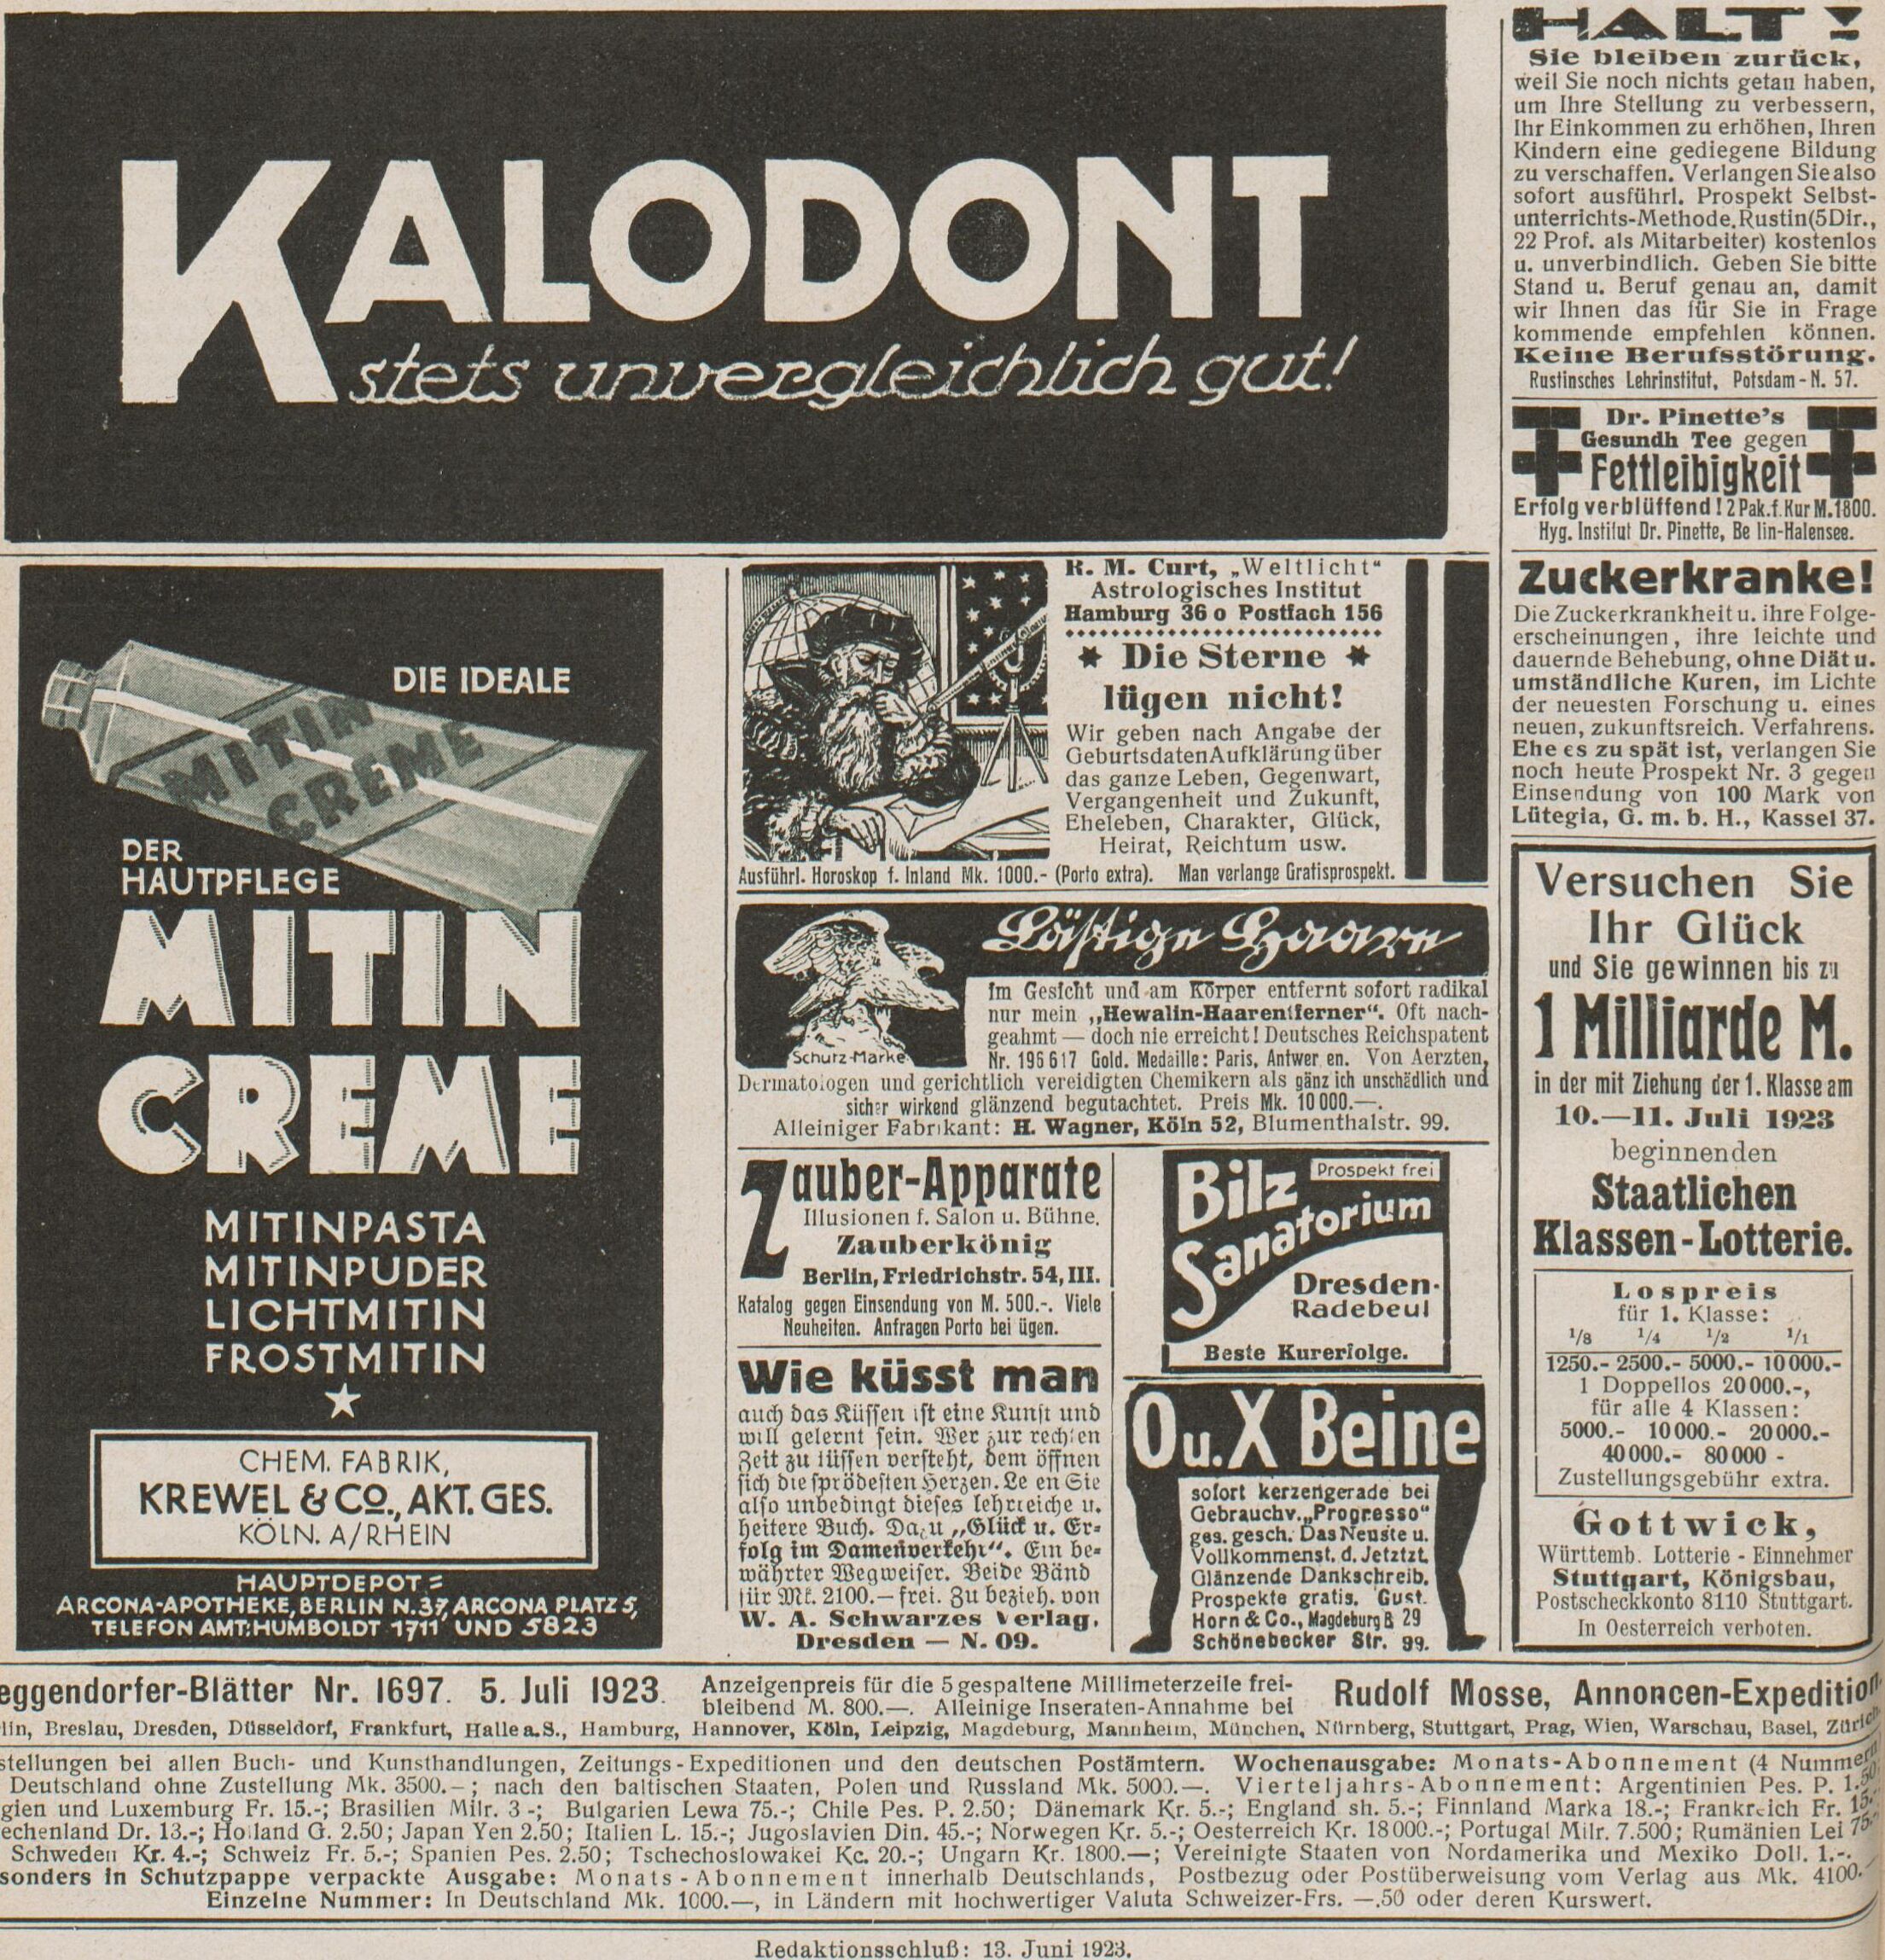 KALODONT
stets unvergleichlich gut!
DIE IDEALE
MITIN
CREME
DER
HAUTPFLEGE
MITIN
CREME
MITINPASTA
MITINPUDER
LICHTMITIN
FROSTMITIN
CHEM. FABRIK,
KREWEL & CO., AKT. GES.
KÖLN. A/RHEIN
HAUPTDEPOT =
ARCONA-APOTHEKE, BERLIN N.37, ARCONA PLATZ 5,
TELEFON AMT: HUMBOLDT 1711 UND 5823
R. M. Curt, „Weltlicht“
Astrologisches Institut
Hamburg 36 o Postfach 156
* Die Sterne *
lügen nicht!
Wir geben nach Angabe der
Geburtsdaten Aufklärung über
das ganze Leben, Gegenwart,
Vergangenheit und Zukunft,
Eheleben, Charakter, Glück,
Heirat, Reichtum usw.
Ausführl. Horoskop f. Inland Mk. 1000.- (Porto extra). Man verlange Gratisprospekt.
Lästige Haare
Schutz-Marke
im Gesicht und am Körper entfernt sofort radikal
nur mein „Hewalin-Haarentferner“. Oft nach-
geahmt — doch nie erreicht! Deutsches Reichspatent
Nr. 196617 Gold. Medaille: Paris, Antwer en. Von Aerzten,
Dermatologen und gerichtlich vereidigten Chemikern als gänz ich unschädlich und
sicher wirkend glänzend begutachtet. Preis Mk. 10 000.—.
Alleiniger Fabrikant: H. Wagner, Köln 52, Blumenthalstr. 99.
Zauber-Apparate
Illusionen f. Salon u. Bühne.
Zauberkönig
Berlin, Friedrichstr. 54, III.
Katalog gegen Einsendung von M. 500.-. Viele
Neuheiten. Anfragen Porto bei ügen.
Wie küsst man
auch das Küssen ist eine Kunst und
will gelernt sein. Wer zur rechten
Zeit zu küssen versteht, dem öffnen
sich die sprödesten Herzen. Le en Sie
also unbedingt dieses lehrreiche u.
heitere Buch. Dazu „Glück u. Er-
folg im Damenverkehr“. Ein be-
währter Wegweiser. Beide Bänd
für Mk. 2100.— frei. Zu bezieh. von
W. A. Schwarzes Verlag,
Dresden — N. 09.
Bilz
Prospekt frei
Sanatorium
Dresden-
Radebeul
Beste Kurerfolge.
O u. X Beine
sofort kerzengerade bei
Gebrauch v. „Progresso“
ges. gesch. Das Neuste u.
Vollkommenst. d. Jetztzt.
Glänzende Dankschreib.
Prospekte gratis. Gust.
Horn & Co., Magdeburg B 29
Schönebecker Str. 99.
HALT!
Sie bleiben zurück,
weil Sie noch nichts getan haben,
um Ihre Stellung zu verbessern,
Ihr Einkommen zu erhöhen, Ihren
Kindern eine gediegene Bildung
zu verschaffen. Verlangen Sie also
sofort ausführl. Prospekt Selbst-
unterrichts-Methode. Rustin (5 Dir.,
22 Prof. als Mitarbeiter) kostenlos
u. unverbindlich. Geben Sie bitte
Stand u. Beruf genau an, damit
wir Ihnen das für Sie in Frage
kommende empfehlen können.
Keine Berufsstörung.
Rustinsches Lehrinstitut, Potsdam - N. 57.
Dr. Pinette's
Gesundh Tee gegen
Fettleibigkeit
Erfolg verblüffend! 2 Pak. f. Kur M. 1800.
Hyg. Institut Dr. Pinette, Be lin-Halensee.
Zuckerkranke!
Die Zuckerkrankheit u. ihre Folge-
erscheinungen, ihre leichte und
dauernde Behebung, ohne Diät u.
umständliche Kuren, im Lichte
der neuesten Forschung u. eines
neuen, zukunftsreich. Verfahrens.
Ehe es zu spät ist, verlangen Sie
noch heute Prospekt Nr. 3 gegen
Einsendung von 100 Mark von
Lütegia, G. m. b. H., Kassel 37.
Versuchen Sie
Ihr Glück
und Sie gewinnen bis zu
1 Milliarde M.
in der mit Ziehung der 1. Klasse am
10.—11. Juli 1923
beginnenden
Staatlichen
Klassen-Lotterie.
Lospreis
für 1. Klasse:
1/8 1/4 1/2 1/1
1250.- 2500.- 5000.- 10 000.-
1 Doppellos 20 000.-,
für alle 4 Klassen:
5000.- 10 000.- 20 000.-
40 000.- 80 000 -
Zustellungsgebühr extra.
Gottwick,
Württemb. Lotterie - Einnehmer
Stuttgart, Königsbau,
Postscheckkonto 8110 Stuttgart.
In Oesterreich verboten.
eggendorfer-Blätter Nr. 1697. 5. Juli 1923.
Anzeigenpreis für die 5 gespaltene Millimeterzeile frei-
bleibend M. 800.—. Alleinige Inseraten-Annahme bei
Rudolf Mosse, Annoncen-Expedition
lin, Breslau, Dresden, Düsseldorf, Frankfurt, Halle a. S., Hamburg, Hannover, Köln, Leipzig, Magdeburg, Mannheim, München, Nürnberg, Stuttgart, Prag, Wien, Warschau, Basel, Zürich
stellungen bei allen Buch- und Kunsthandlungen, Zeitungs-Expeditionen und den deutschen Postämtern. Wochenausgabe: Monats-Abonnement (4 Nummern)
Deutschland ohne Zustellung Mk. 3500.-; nach den baltischen Staaten, Polen und Russland Mk. 5000.—. Vierteljahrs-Abonnement: Argentinien Pes. P. 1.50;
gien und Luxemburg Fr. 15.-; Brasilien Milr. 3 -; Bulgarien Lewa 75.-; Chile Pes. P. 2.50; Dänemark Kr. 5.-; England sh. 5.-; Finnland Marka 18.-; Frankreich Fr. 15.-
echenland Dr. 13.-; Holland G. 2.50; Japan Yen 2.50; Italien L. 15.-; Jugoslavien Din. 45.-; Norwegen Kr. 5.-; Oesterreich Kr. 18 000.-; Portugal Milr. 7.500; Rumänien Lei 75.-
Schweden Kr. 4.-; Schweiz Fr. 5.-; Spanien Pes. 2.50; Tschechoslowakei Kc. 20.-; Ungarn Kr. 1800.—; Vereinigte Staaten von Nordamerika und Mexiko Doll. 1.-.
sonders in Schutzpappe verpackte Ausgabe: Monats-Abonnement innerhalb Deutschlands, Postbezug oder Postüberweisung vom Verlag aus Mk. 4100.-
Einzelne Nummer: In Deutschland Mk. 1000.—, in Ländern mit hochwertiger Valuta Schweizer-Frs. —.50 oder deren Kurswert.
Redaktionsschluß: 13. Juni 1923.